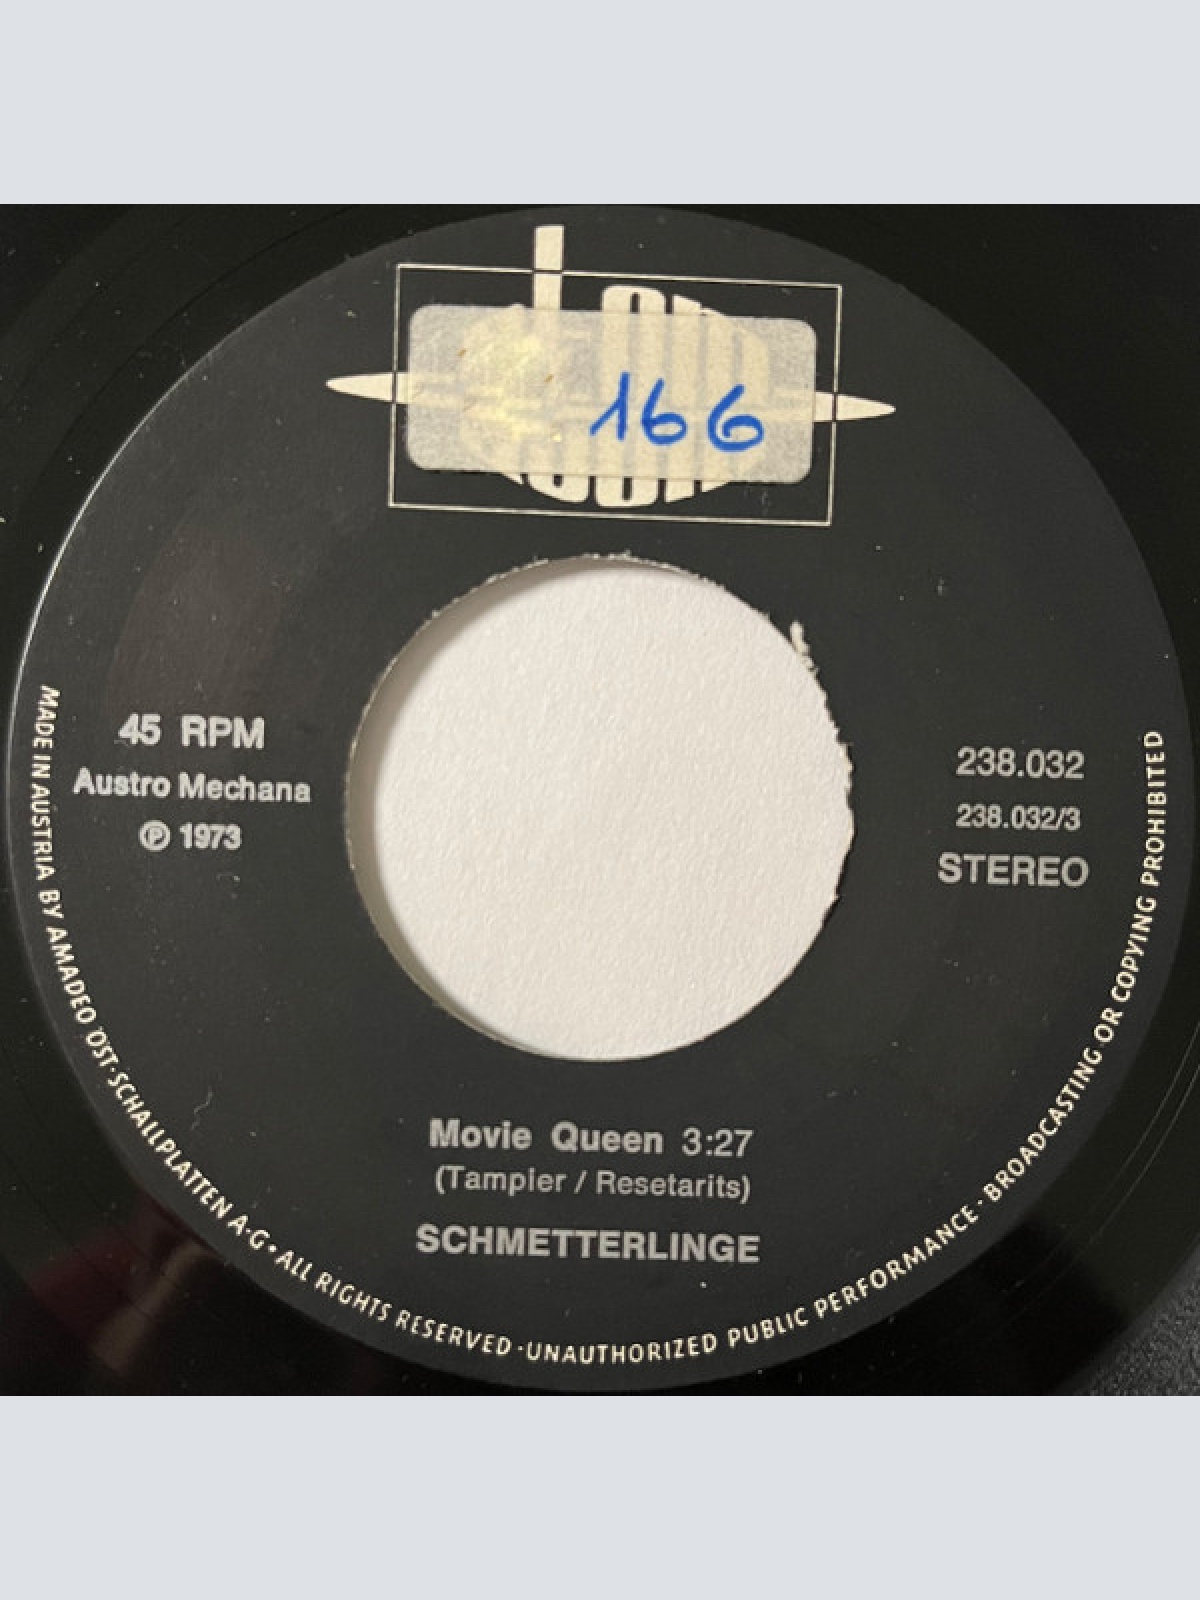 166
45 RPM
Austro Mechana
℗ 1973
238.032
238.032/3
STEREO
Movie Queen 3:27
(Tampier / Resetarits)
SCHMETTERLINGE
MADE IN AUSTRIA BY AMADEO ÖST·SCHALLPLATTEN A·G·ALL RIGHTS RESERVED·UNAUTHORIZED PUBLIC PERFORMANCE·BROADCASTING OR COPYING PROHIBITED